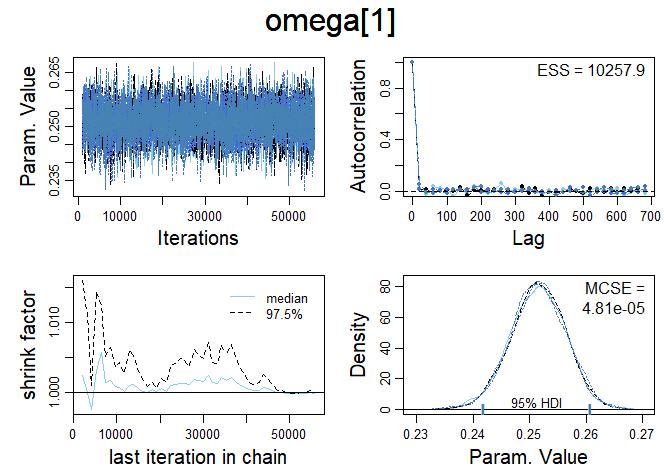 omega[1]
Param. Value
0.265
0.250
0.235
0 10000 30000 50000
Iterations
Autocorrelation
0.8
0.4
0.0
ESS = 10257.9
0 100 200 300 400 500 600 700
Lag
shrink factor
1.010
1.000
median
97.5%
0 10000 30000 50000
last iteration in chain
Density
80
60
40
20
0
MCSE =
4.81e-05
95% HDI
0.23 0.24 0.25 0.26 0.27
Param. Value